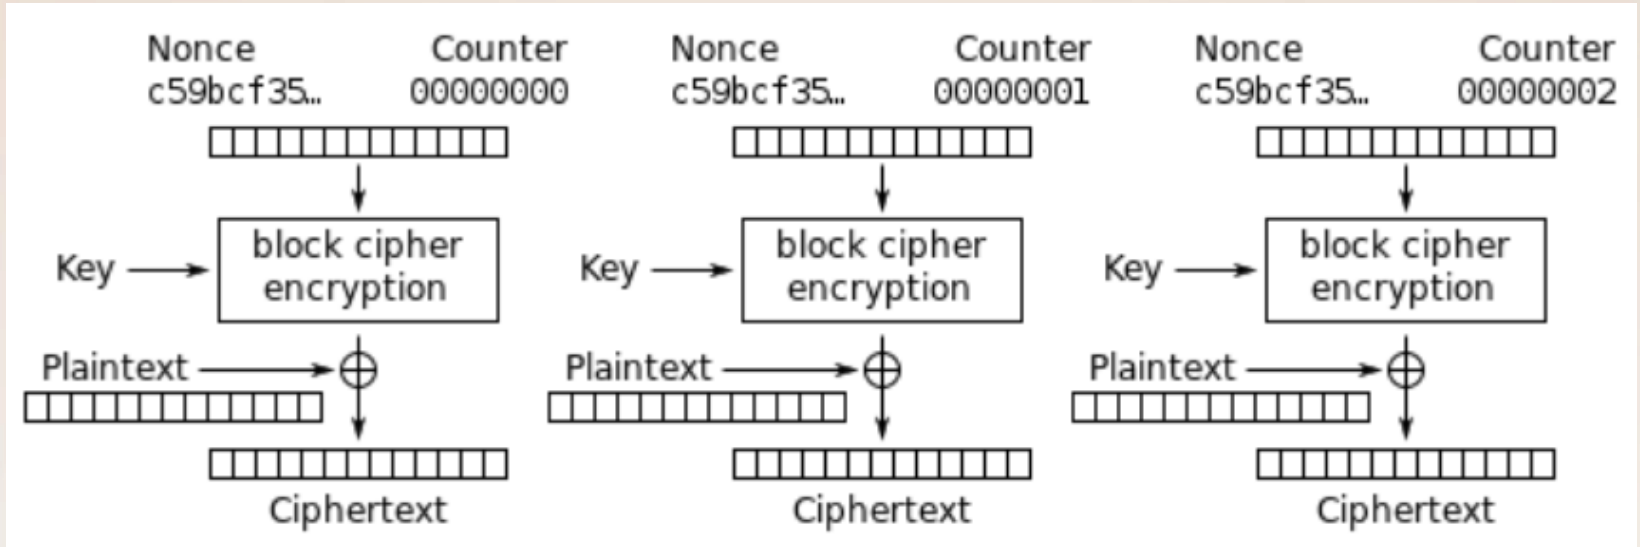 Nonce Counter Nonce Counter Nonce Counter
c59bcf35… 00000000 c59bcf35… 00000001 c59bcf35… 00000002
block cipher block cipher block cipher
Key encryption Key encryption Key encryption
Plaintext Plaintext Plaintext
Ciphertext Ciphertext Ciphertext